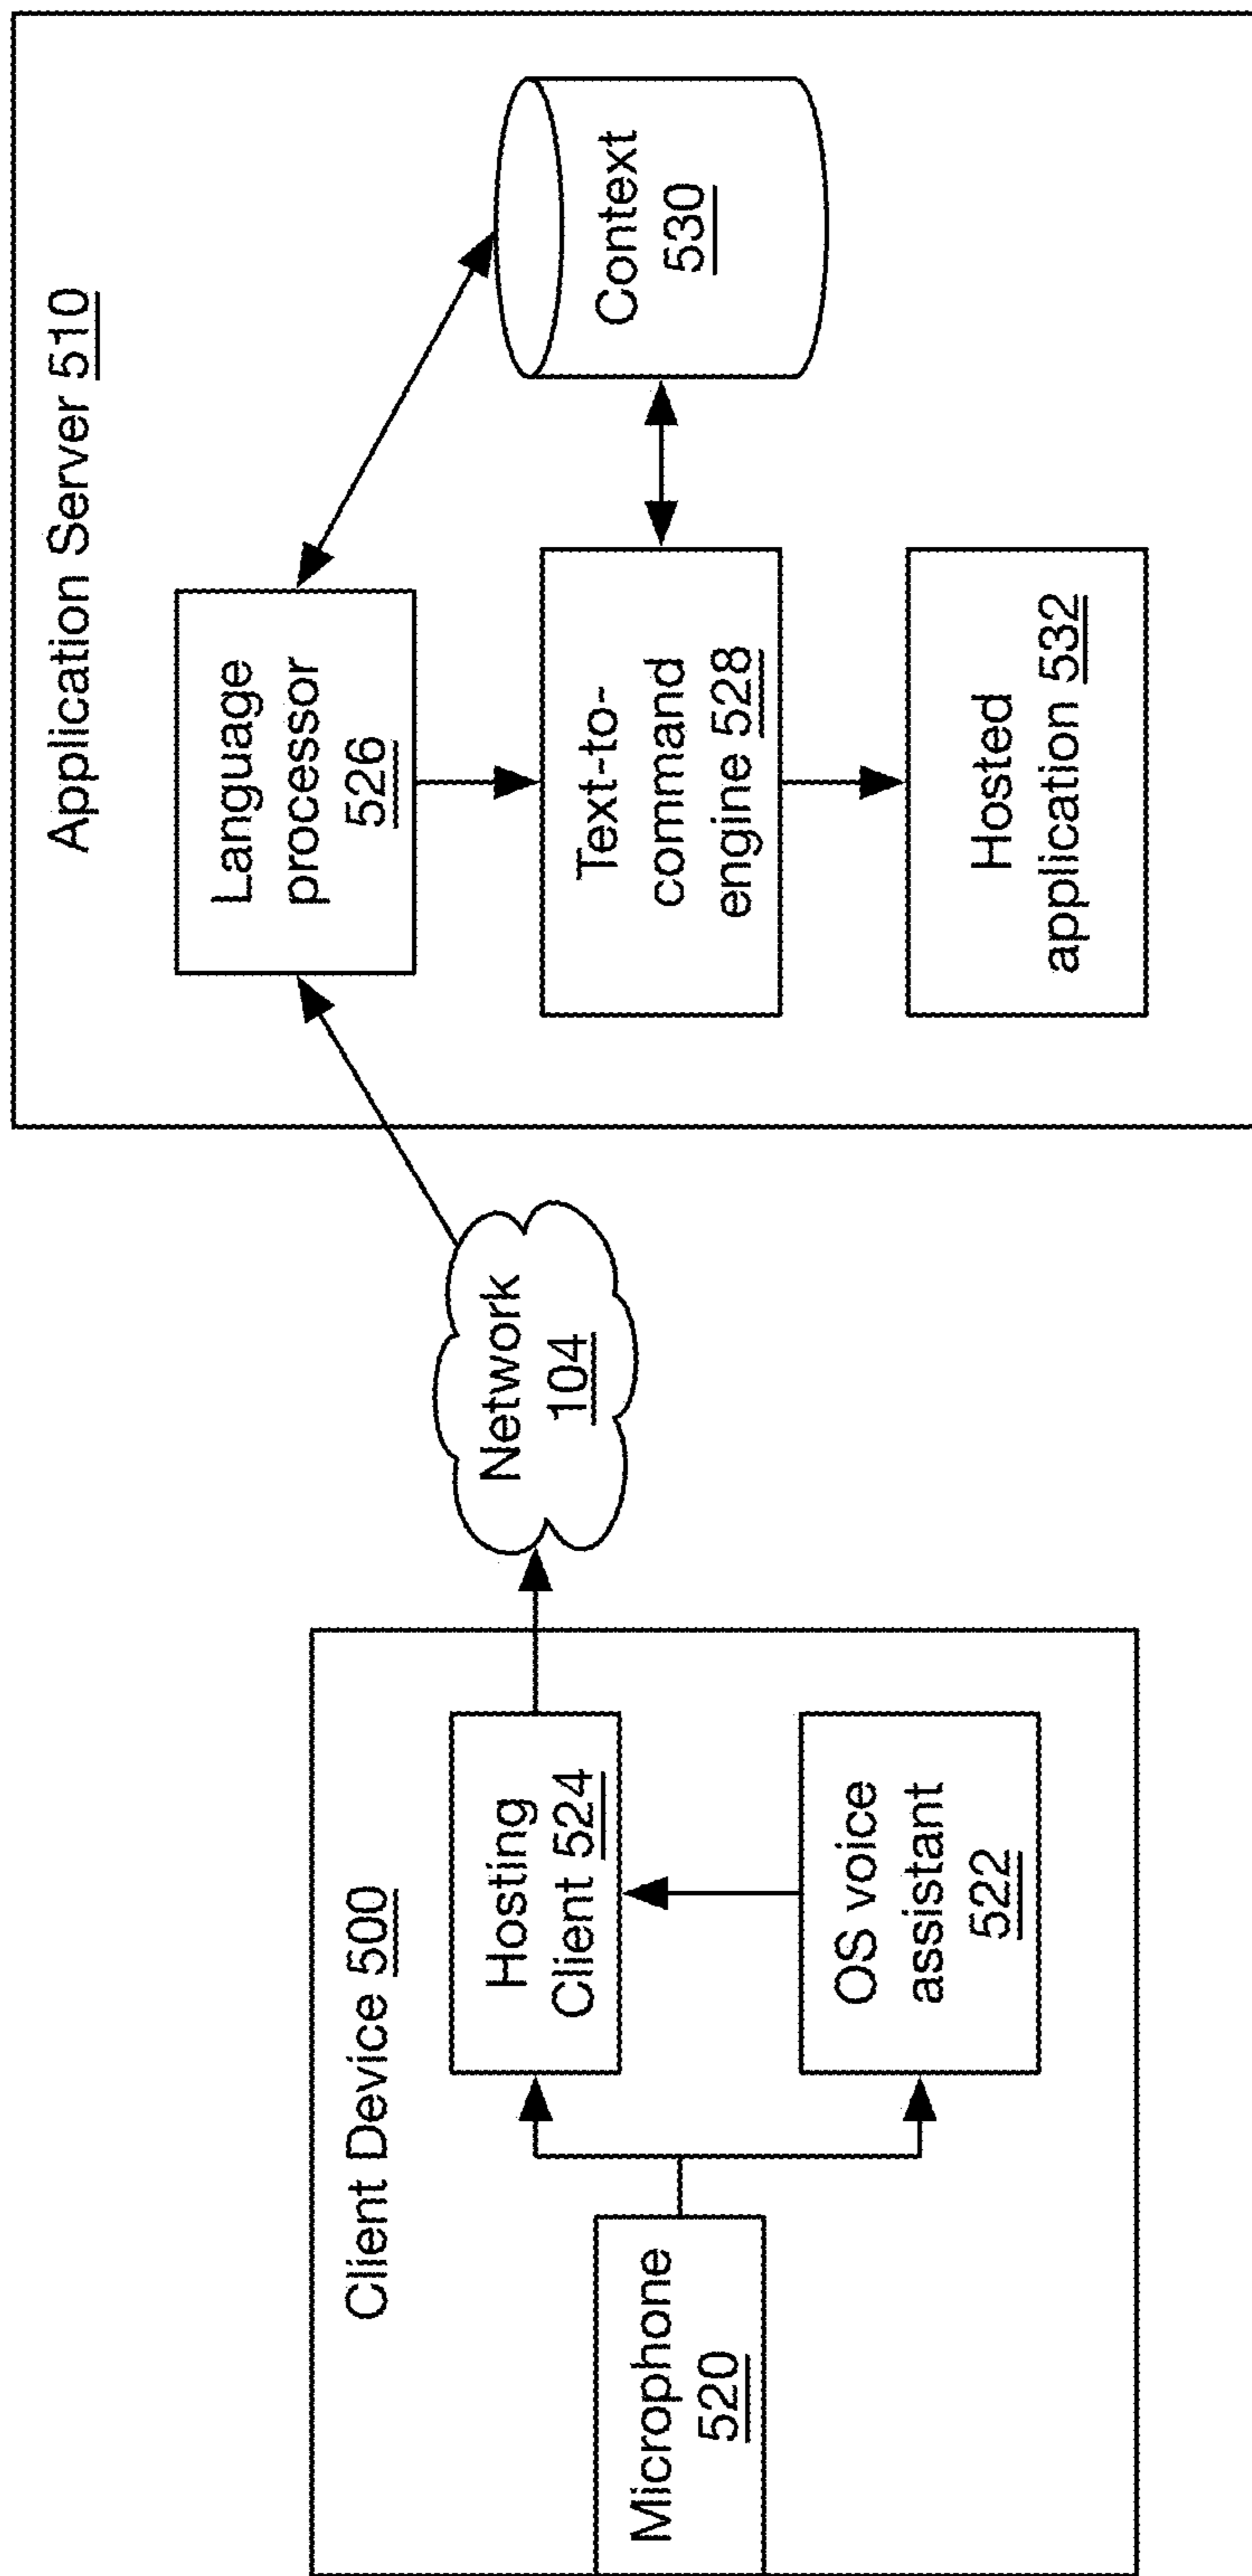 Client Device 500
Microphone
520
Hosting
Client 524
OS voice
assistant
522
Network
104
Application Server 510
Language
processor
526
Text-to-
command
engine 528
Hosted
application 532
Context
530